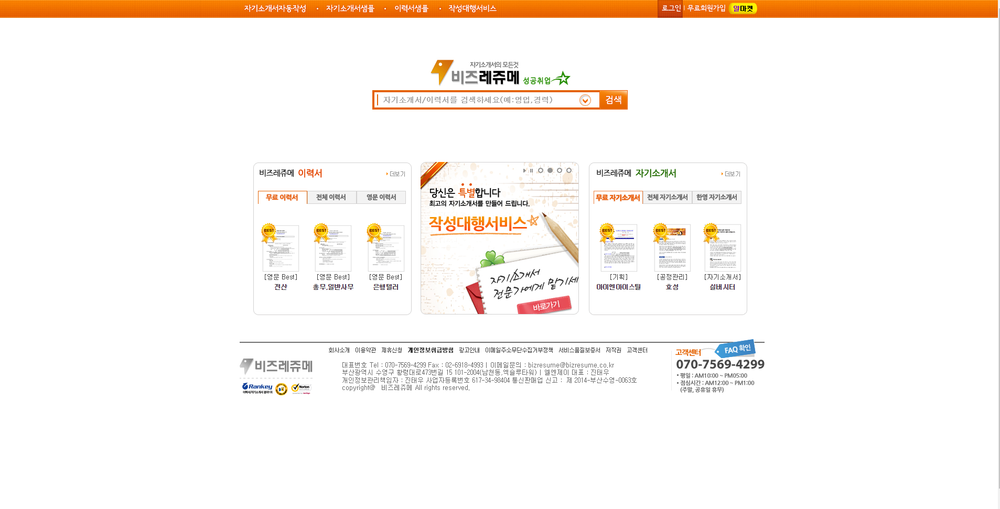 자기소개서자동작성 • 자기소개서샘플 • 이력서샘플 • 작성대행서비스
로그인 | 무료회원가입 알마켓
자기소개서의 모든것
비즈레쥬메 성공취업
자기소개서/이력서를 검색하세요(예:영업,경력)
검색
비즈레쥬메 이력서
더보기
무료 이력서 전체 이력서 영문 이력서
BEST BEST BEST
[영문 Best] [영문 Best] [영문 Best]
전산 총무,일반사무 은행텔러
당신은 특별합니다
최고의 자기소개서를 만들어 드립니다.
작성대행서비스
자기소개서
전문가에게 맡기세
바로가기
비즈레쥬메 자기소개서
더보기
무료 자기소개서 전체 자기소개서 한영 자기소개서
BEST BEST BEST
[기획] [공정관리] [자기소개서]
아이엔아이스틸 효성 실버시터
회사소개 이용약관 제휴신청 개인정보취급방침 광고안내 이메일주소무단수집거부정책 서비스품질보증서 저작권 고객센터
비즈레쥬메
Rankey
이력서/자기소개서 분야1위
Norton
SECURED
대표번호 Tel : 070-7569-4299 Fax : 02-6918-4993 | 이메일문의 : bizresume@bizresume.co.kr
부산광역시 수영구 황령대로473번길 15 101-2004(남천동,엑슬루타워) | 엘엔제이 대표 : 진태우
개인정보관리책임자 : 진태우 사업자등록번호 617-34-98404 통신판매업 신고 : 제 2014-부산수영-0063호
copyright@ 비즈레쥬메 All rights reserved.
고객센터
FAQ 확인
070-7569-4299
평일 : AM10:00 ~ PM05:00
점심시간 : AM12:00 ~ PM1:00
(주말, 공휴일 휴무)